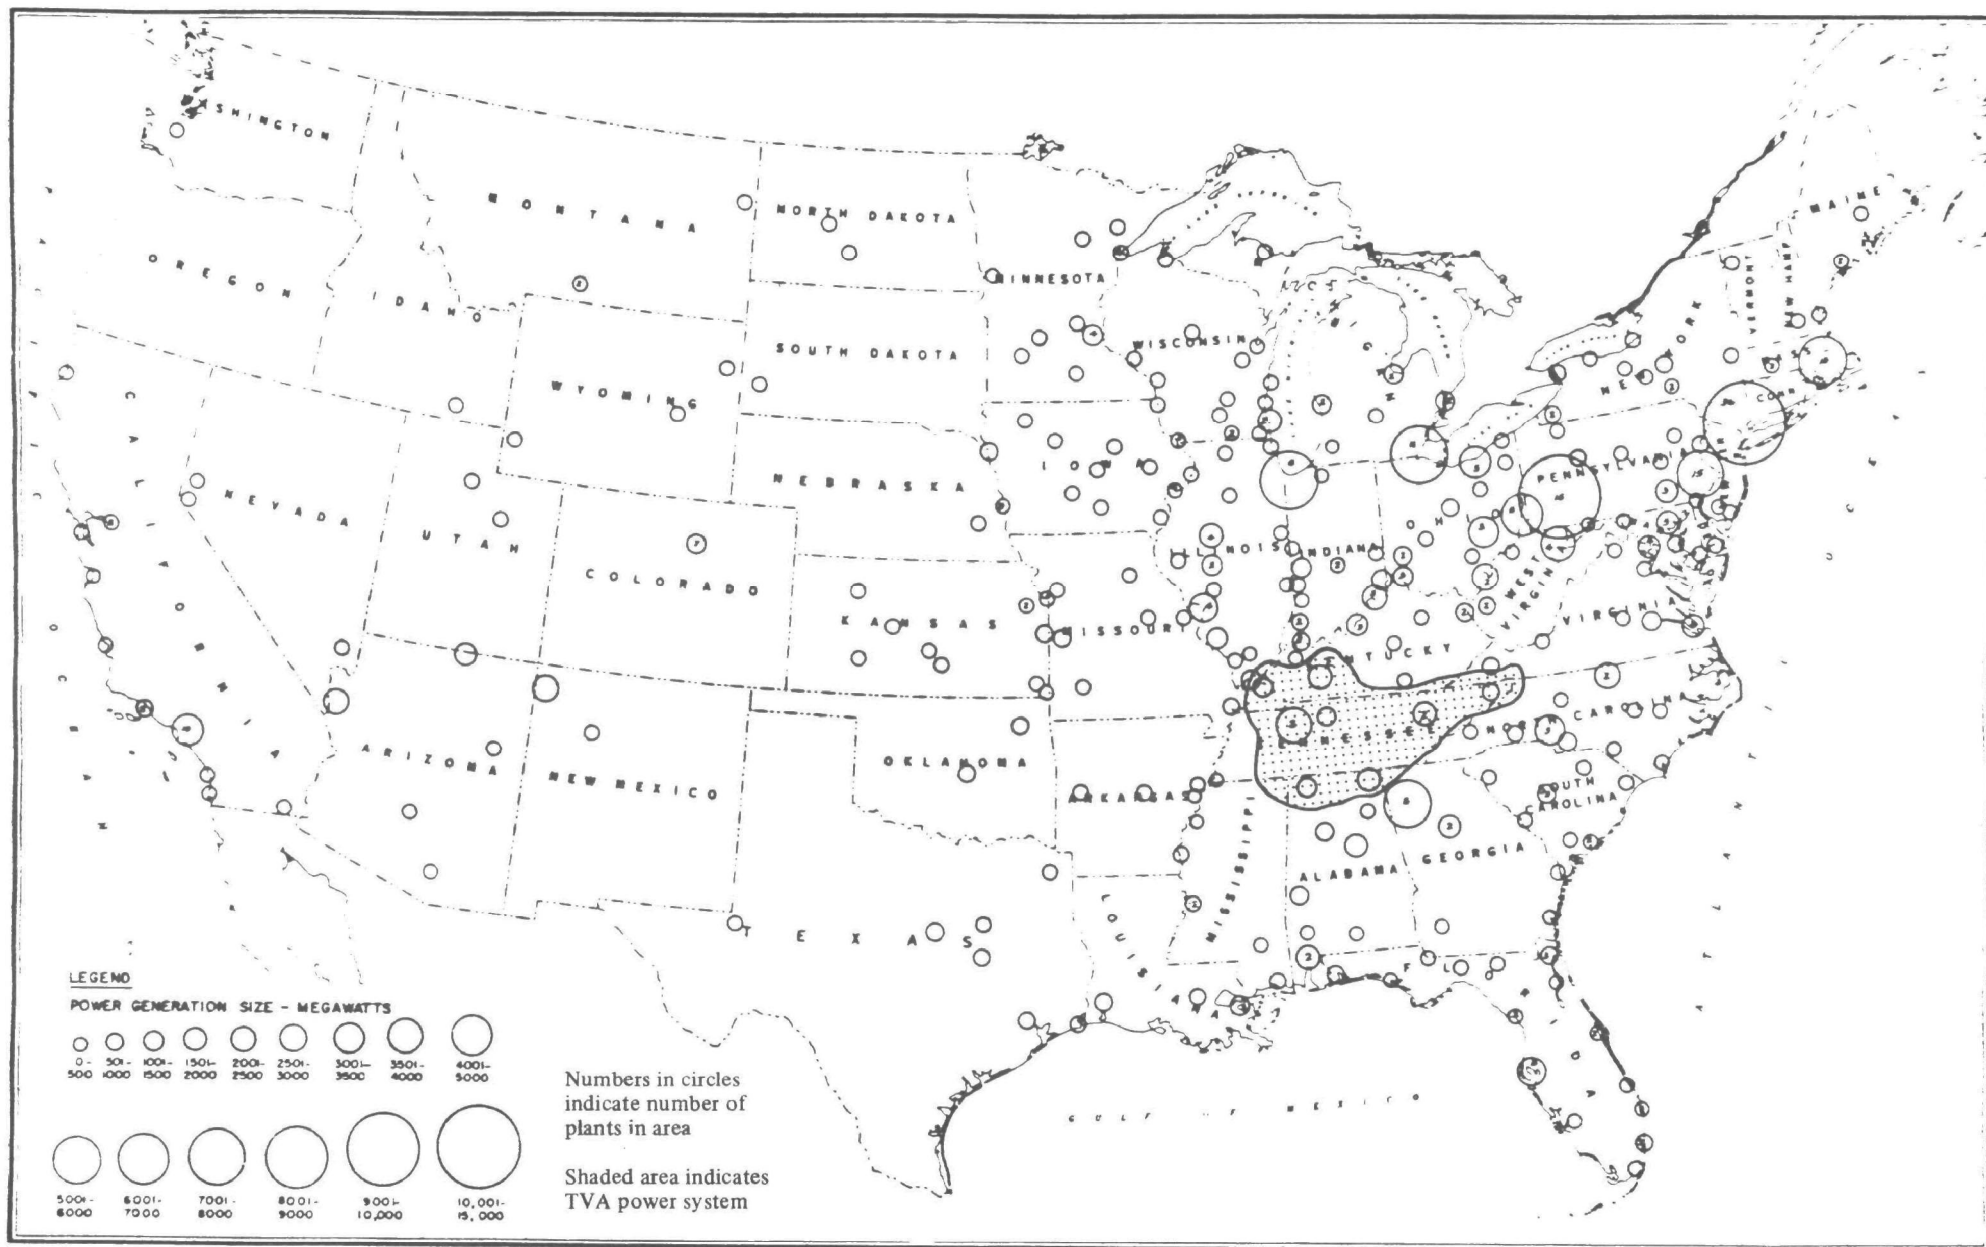 WASHINGTON
MONTANA
NORTH DAKOTA
MINNESOTA
MAINE
OREGON
IDAHO
VERMONT
NEW HAMP
WYOMING
SOUTH DAKOTA
WISCONSIN
NEW YORK
MASS
CONN
CALIFORNIA
NEVADA
UTAH
NEBRASKA
IOWA
PENNSYLVANIA
COLORADO
ILLINOIS
INDIANA
OHIO
WEST
VIRGINIA
KANSAS
MISSOURI
VIRGINIA
KENTUCKY
ARIZONA
NEW MEXICO
OKLAHOMA
TENNESSEE
NORTH CAROLINA
ARKANSAS
SOUTH
CAROLINA
MISSISSIPPI
ALABAMA
GEORGIA
TEXAS
LOUISIANA
FLORIDA
GULF OF MEXICO
LEGEND
POWER GENERATION SIZE - MEGAWATTS
0-
500
501-
1000
1001-
1500
1501-
2000
2001-
2500
2501-
3000
3001-
3500
3501-
4000
4001-
5000
5001-
6000
6001-
7000
7001-
8000
8001-
9000
9001-
10,000
10,001-
15,000
Numbers in circles
indicate number of
plants in area
Shaded area indicates
TVA power system